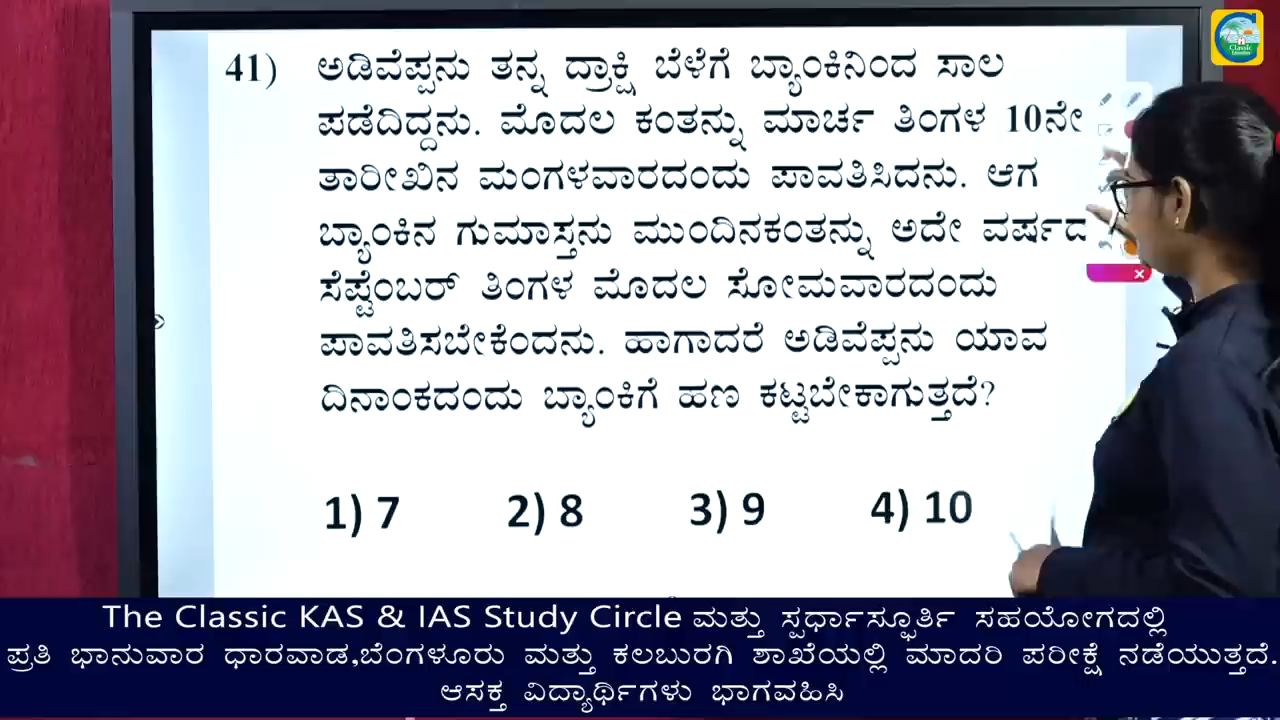 Classic
Education
41) ಅಡಿವೆಪ್ಪನು ತನ್ನ ದ್ರಾಕ್ಷಿ ಬೆಳೆಗೆ ಬ್ಯಾಂಕಿನಿಂದ ಸಾಲ
ಪಡೆದಿದ್ದನು. ಮೊದಲ ಕಂತನ್ನು ಮಾರ್ಚ ತಿಂಗಳ 10ನೇ
ತಾರೀಖಿನ ಮಂಗಳವಾರದಂದು ಪಾವತಿಸಿದನು. ಆಗ
ಬ್ಯಾಂಕಿನ ಗುಮಾಸ್ತನು ಮುಂದಿನಕಂತನ್ನು ಅದೇ ವರ್ಷದ
ಸೆಪ್ಟೆಂಬರ್ ತಿಂಗಳ ಮೊದಲ ಸೋಮವಾರದಂದು
ಪಾವತಿಸಬೇಕೆಂದನು. ಹಾಗಾದರೆ ಅಡಿವೆಪ್ಪನು ಯಾವ
ದಿನಾಂಕದಂದು ಬ್ಯಾಂಕಿಗೆ ಹಣ ಕಟ್ಟಬೇಕಾಗುತ್ತದೆ?
1) 7 2) 8 3) 9 4) 10
The Classic KAS & IAS Study Circle ಮತ್ತು ಸ್ಪರ್ಧಾಸ್ಫೂರ್ತಿ ಸಹಯೋಗದಲ್ಲಿ
ಪ್ರತಿ ಭಾನುವಾರ ಧಾರವಾಡ,ಬೆಂಗಳೂರು ಮತ್ತು ಕಲಬುರಗಿ ಶಾಖೆಯಲ್ಲಿ ಮಾದರಿ ಪರೀಕ್ಷೆ ನಡೆಯುತ್ತದೆ.
ಆಸಕ್ತ ವಿದ್ಯಾರ್ಥಿಗಳು ಭಾಗವಹಿಸಿ